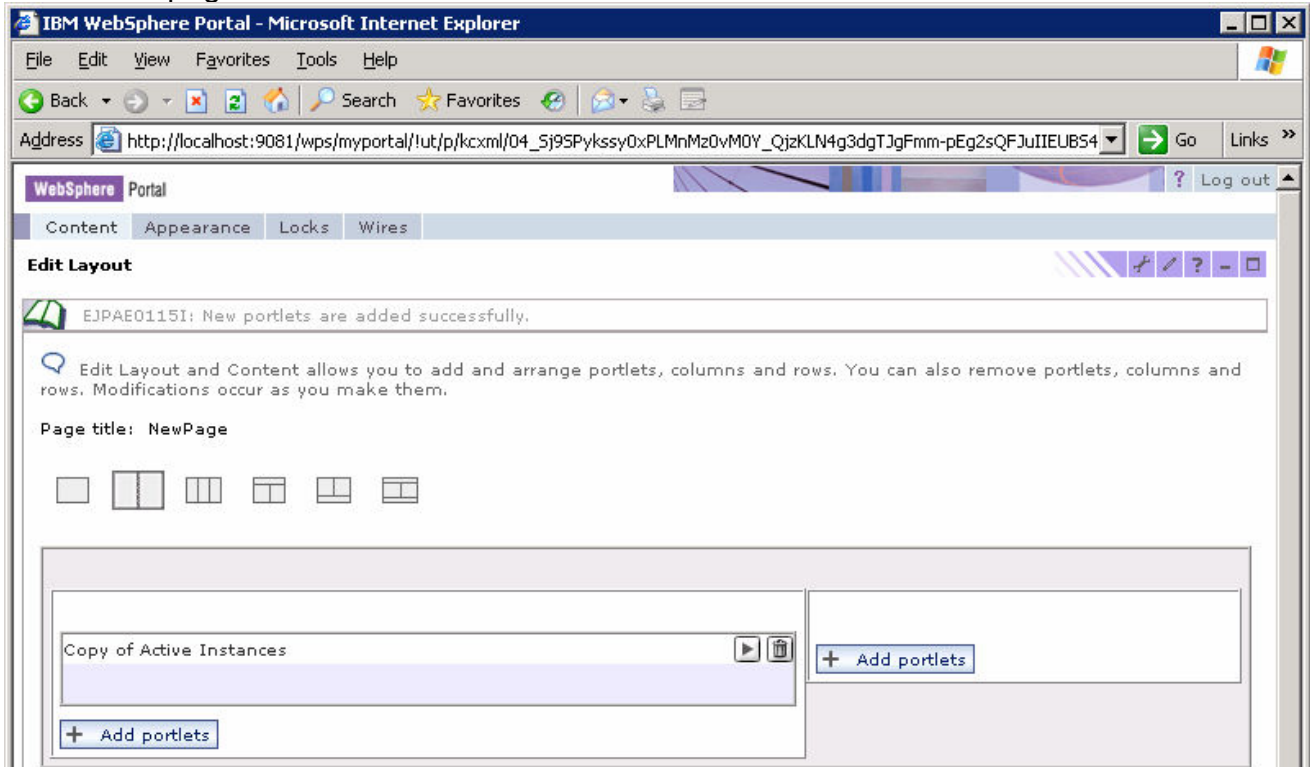 IBM WebSphere Portal - Microsoft Internet Explorer
File Edit View Favorites Tools Help
Back Search Favorites
Address http://localhost:9081/wps/myportal/!ut/p/kcxml/04_Sj9SPykssy0xPLMnMz0vM0Y_QjzKLN4g3dgTJgFmm-pEg2sQFJuIIEUBS4 Go Links »
WebSphere Portal ? Log out
Content Appearance Locks Wires
Edit Layout
EJPAE0115I: New portlets are added successfully.
Edit Layout and Content allows you to add and arrange portlets, columns and rows. You can also remove portlets, columns and
rows. Modifications occur as you make them.
Page title: NewPage
Copy of Active Instances
+ Add portlets
+ Add portlets